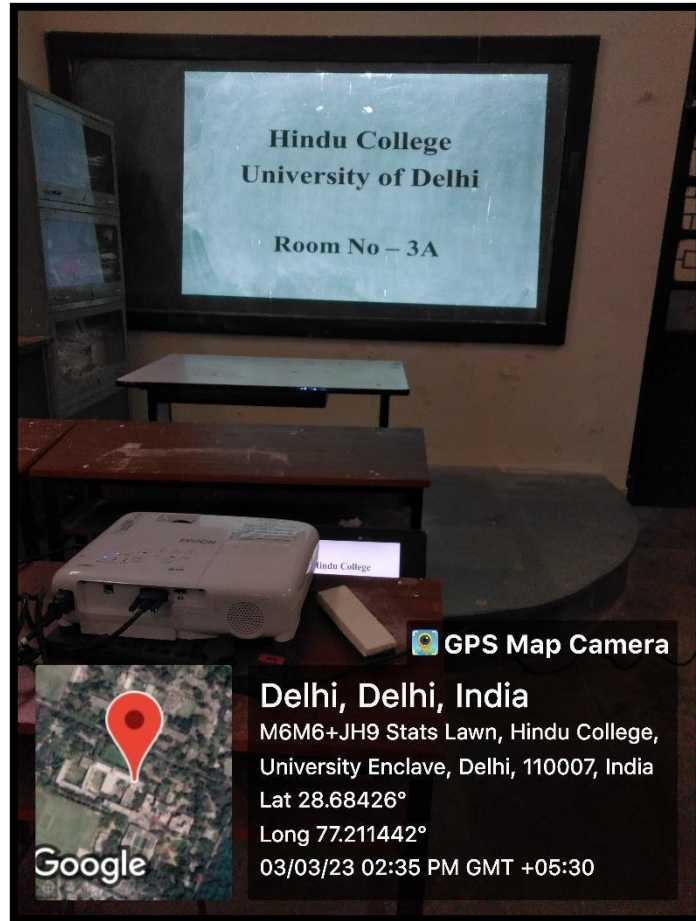 Hindu College
University of Delhi
Room No – 3A
EPSON
Hindu College
GPS Map Camera
Delhi, Delhi, India
M6M6+JH9 Stats Lawn, Hindu College,
University Enclave, Delhi, 110007, India
Lat 28.68426°
Long 77.211442°
03/03/23 02:35 PM GMT +05:30
Google